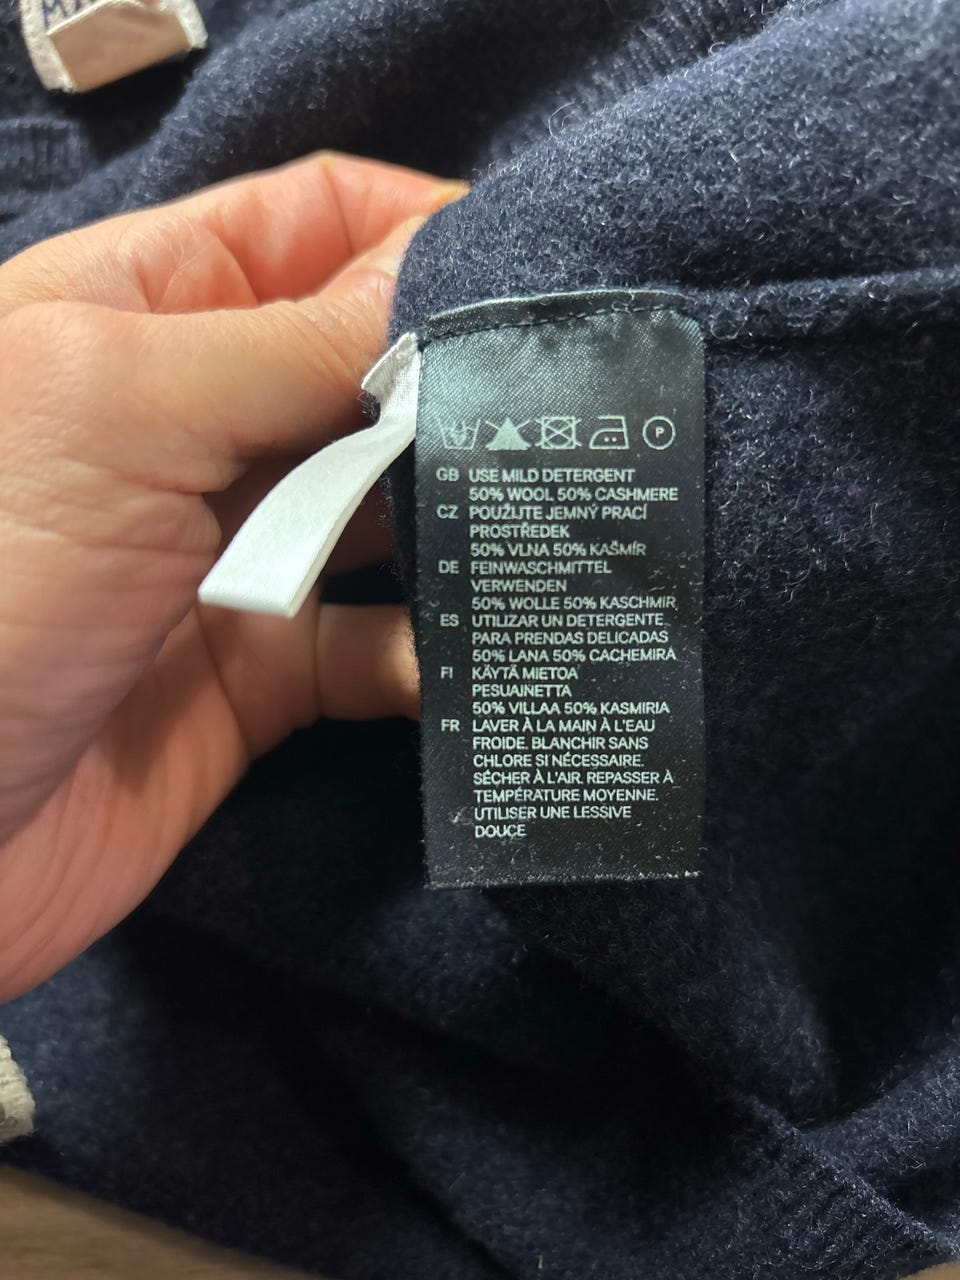 P
GB USE MILD DETERGENT
50% WOOL 50% CASHMERE
CZ POUŽIJTE JEMNÝ PRACÍ
PROSTŘEDEK
50% VLNA 50% KAŠMÍR
DE FEINWASCHMITTEL
VERWENDEN
50% WOLLE 50% KASCHMIR
ES UTILIZAR UN DETERGENTE
PARA PRENDAS DELICADAS
50% LANA 50% CACHEMIRA
FI KÄYTÄ MIETOA
PESUAINETTA
50% VILLAA 50% KASMIRIA
FR LAVER À LA MAIN À L'EAU
FROIDE. BLANCHIR SANS
CHLORE SI NÉCESSAIRE.
SÉCHER À L'AIR. REPASSER À
TEMPÉRATURE MOYENNE.
UTILISER UNE LESSIVE
DOUCE